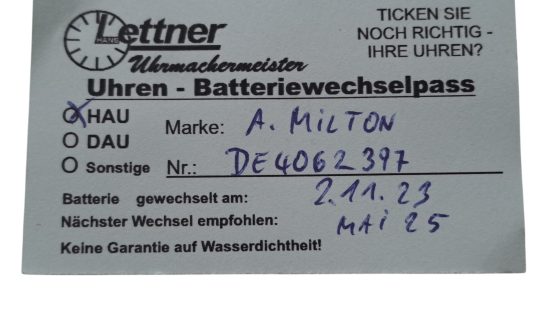 Lettner
HANS
Uhrmachermeister
TICKEN SIE
NOCH RICHTIG -
IHRE UHREN?
Uhren - Batteriewechselpass
HAU
DAU
Sonstige
Marke: A. MILTON
Nr.: DE4062397
Batterie gewechselt am: 2.11.23
Nächster Wechsel empfohlen: MAi 25
Keine Garantie auf Wasserdichtheit!